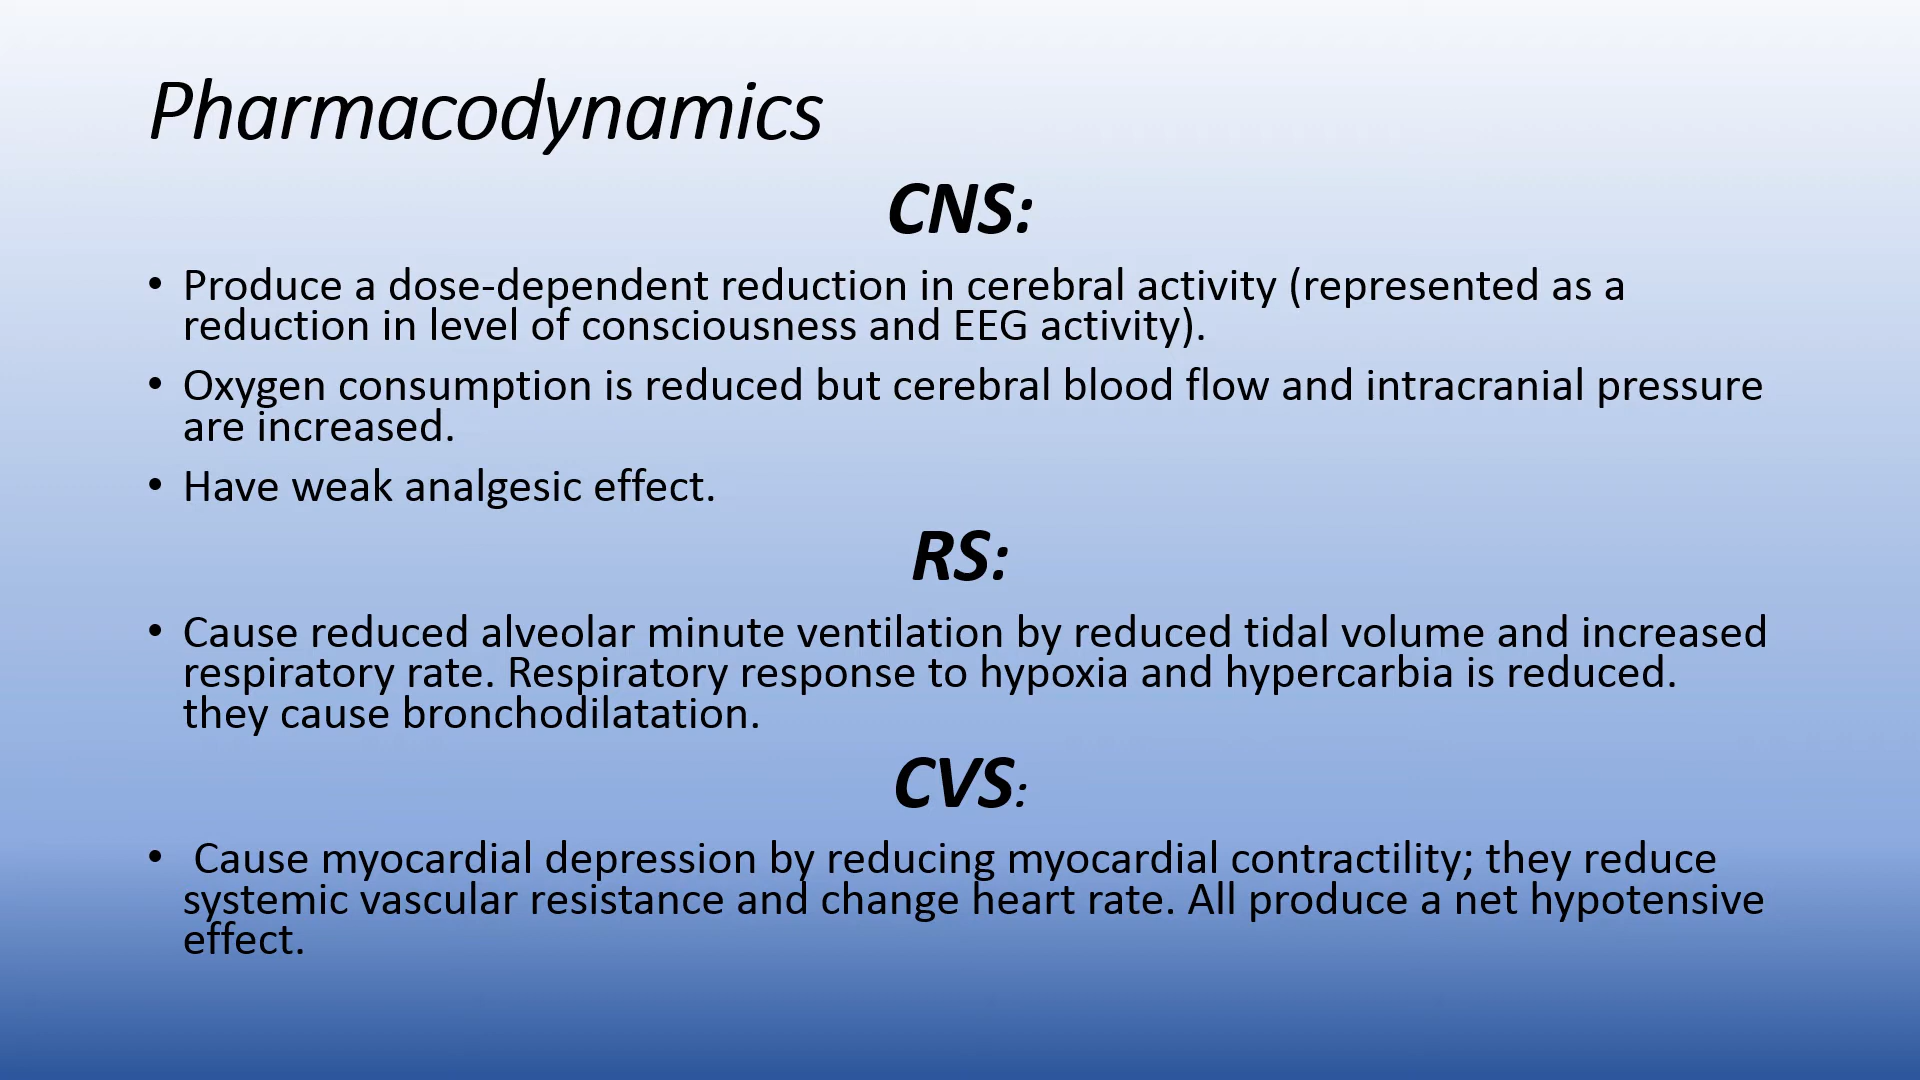 Pharmacodynamics
CNS:
• Produce a dose-dependent reduction in cerebral activity (represented as a
reduction in level of consciousness and EEG activity).
• Oxygen consumption is reduced but cerebral blood flow and intracranial pressure
are increased.
• Have weak analgesic effect.
RS:
• Cause reduced alveolar minute ventilation by reduced tidal volume and increased
respiratory rate. Respiratory response to hypoxia and hypercarbia is reduced.
they cause bronchodilatation.
CVS:
• Cause myocardial depression by reducing myocardial contractility; they reduce
systemic vascular resistance and change heart rate. All produce a net hypotensive
effect.